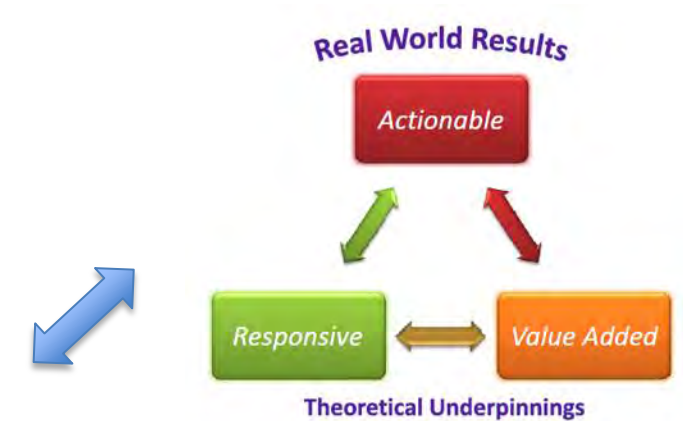 Real World Results
Actionable
Responsive
Value Added
Theoretical Underpinnings